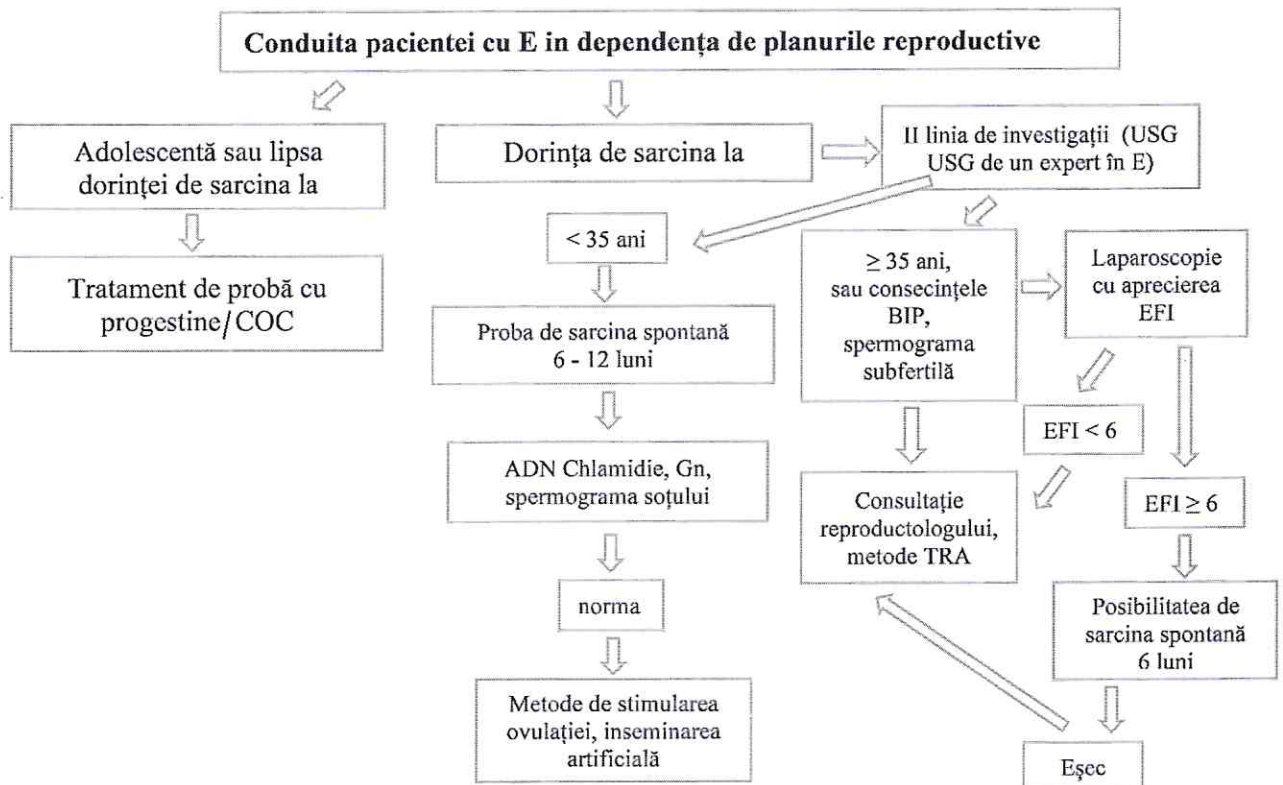 Conduita pacientei cu E in dependența de planurile reproductive
Adolescentă sau lipsa
dorinței de sarcina la
Tratament de probă cu
progestine/COC
Dorința de sarcina la
< 35 ani
Proba de sarcina spontană
6 - 12 luni
ADN Chlamidie, Gn,
spermograma soțului
norma
Metode de stimularea
ovulației, inseminarea
artificială
II linia de investigații (USG
USG de un expert în E)
≥ 35 ani,
sau consecințele
BIP,
spermograma
subfertilă
Consultație
reproductologului,
metode TRA
Laparoscopie
cu aprecierea
EFI
EFI < 6
EFI ≥ 6
Posibilitatea de
sarcina spontană
6 luni
Eșec